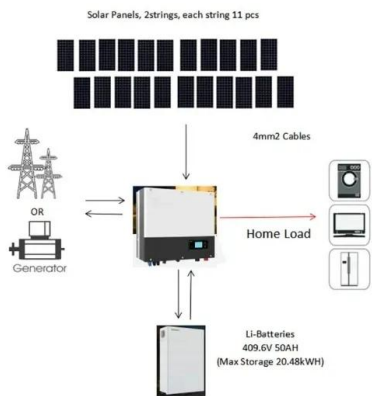 Solar Panels, 2strings, each string 11 pcs
4mm2 Cables
OR
Generator
Home Load
Li-Batteries
409.6V 50AH
(Max Storage 20.48kWH)